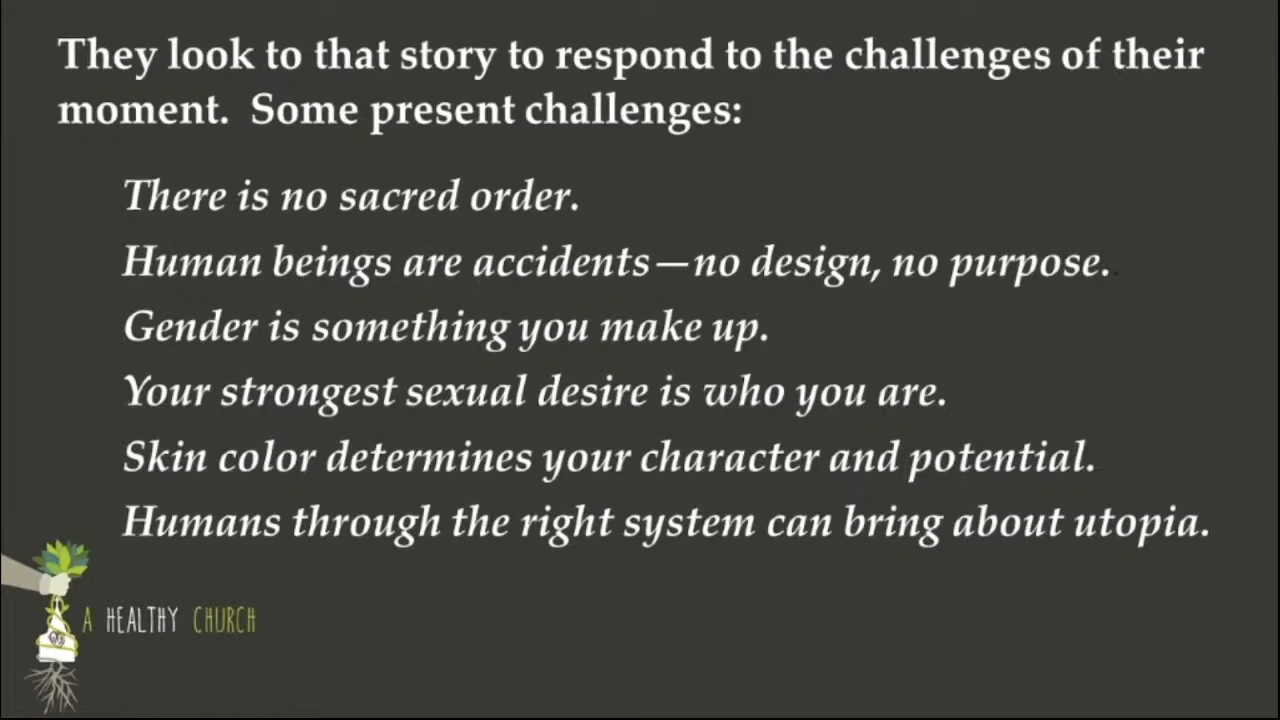 They look to that story to respond to the challenges of their
moment.  Some present challenges:
There is no sacred order.
Human beings are accidents—no design, no purpose.
Gender is something you make up.
Your strongest sexual desire is who you are.
Skin color determines your character and potential.
Humans through the right system can bring about utopia.
A HEALTHY CHURCH